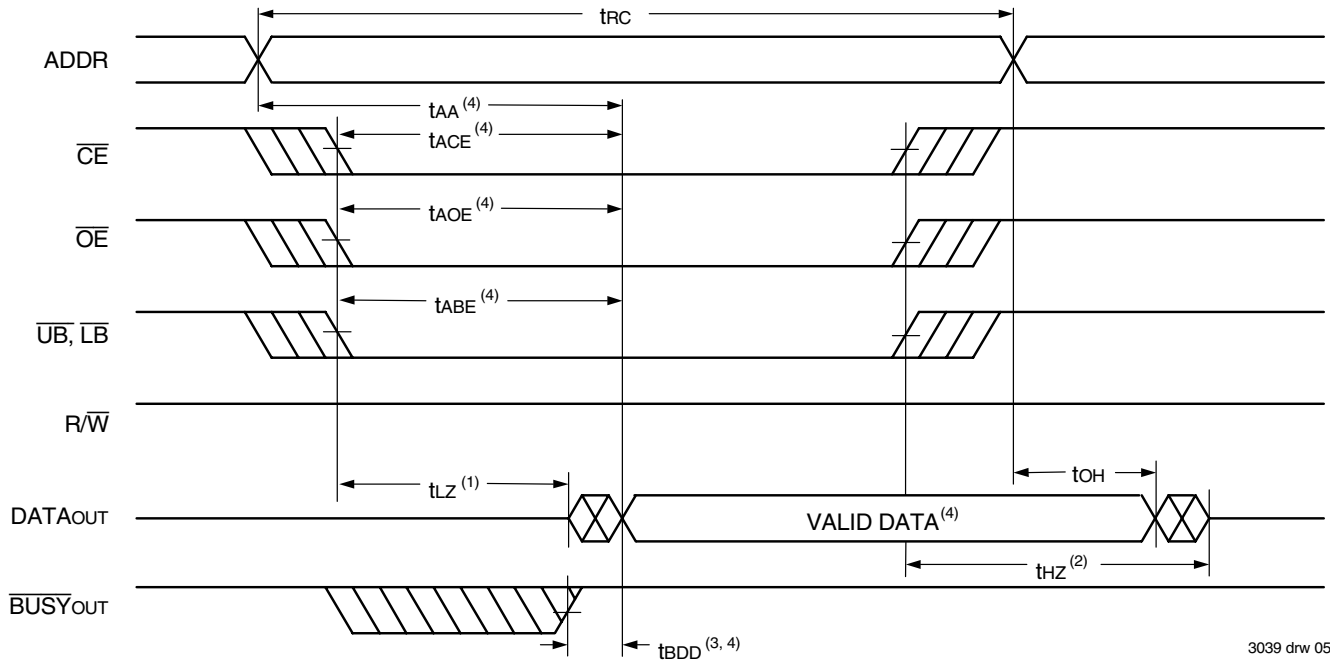 tRC
ADDR
tAA (4)
CE
tACE (4)
OE
tAOE (4)
UB, LB
tABE (4)
R/W
tLZ (1)
tOH
DATAOUT
VALID DATA(4)
tHZ (2)
BUSYOUT
tBDD (3, 4)
3039 drw 05